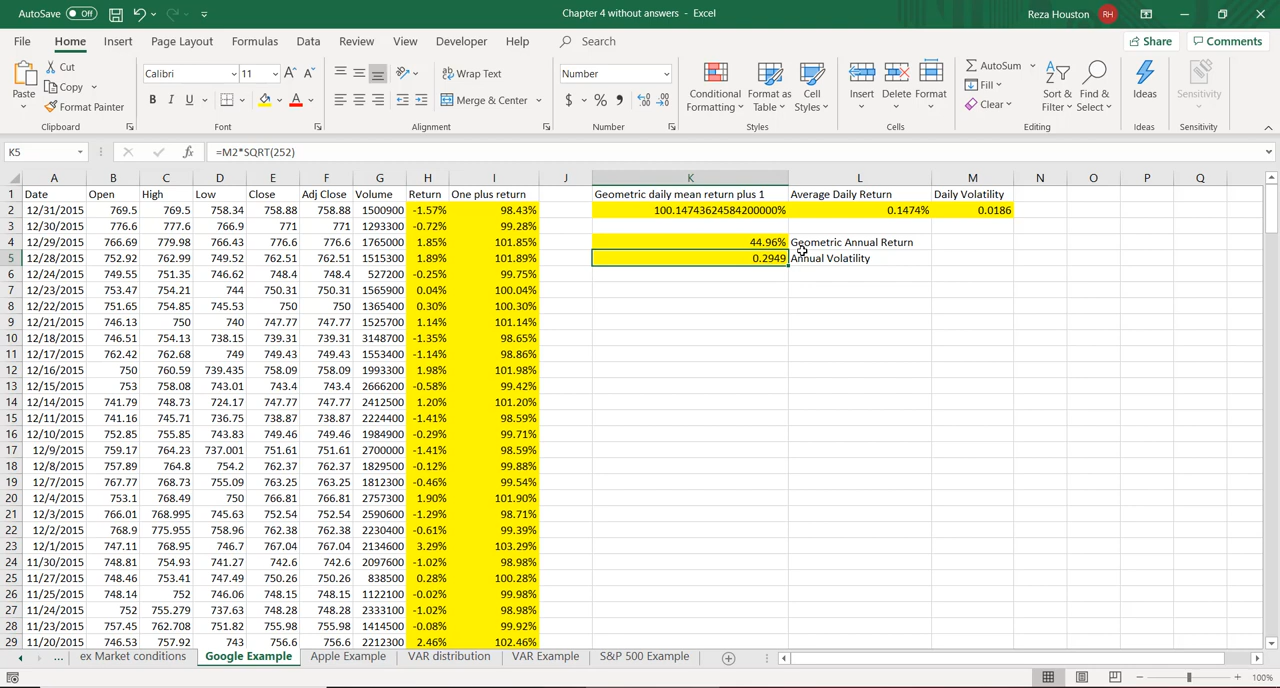 AutoSave Off Chapter 4 without answers - Excel Reza Houston RH
File Home Insert Page Layout Formulas Data Review View Developer Help Search Share Comments
Paste Cut Copy Format Painter Clipboard
Calibri 11 A A B I U A Font
Wrap Text Merge & Center Alignment
Number $ % Number
Conditional Formatting Format as Table Cell Styles Styles
Insert Delete Format Cells
AutoSum Fill Clear Sort & Filter Find & Select Editing
Ideas Ideas
Sensitivity Sensitivity
K5 fx =M2*SQRT(252)
A B C D E F G H I J K L M N O P Q
1 Date Open High Low Close Adj Close Volume Return One plus return Geometric daily mean return plus 1 Average Daily Return Daily Volatility
2 12/31/2015 769.5 769.5 758.34 758.88 758.88 1500900 -1.57% 98.43% 100.14743624584200000% 0.1474% 0.0186
3 12/30/2015 776.6 777.6 766.9 771 771 1293300 -0.72% 99.28%
4 12/29/2015 766.69 779.98 766.43 776.6 776.6 1765000 1.85% 101.85% 44.96% Geometric Annual Return
5 12/28/2015 752.92 762.99 749.52 762.51 762.51 1515300 1.89% 101.89% 0.2949 Annual Volatility
6 12/24/2015 749.55 751.35 746.62 748.4 748.4 527200 -0.25% 99.75%
7 12/23/2015 753.47 754.21 744 750.31 750.31 1566700 0.04% 100.04%
8 12/22/2015 751.65 754.85 745.53 750 750 1365400 0.30% 100.30%
9 12/21/2015 746.13 750 740 747.77 747.77 1525700 1.14% 101.14%
10 12/18/2015 746.51 754.13 738.15 739.31 739.31 3148700 -1.35% 98.65%
11 12/17/2015 762.42 762.68 749 749.43 749.43 1553400 -1.14% 98.86%
12 12/16/2015 750 760.59 739.435 758.09 758.09 1993300 1.98% 101.98%
13 12/15/2015 753 758.08 743.01 743.4 743.4 2666200 -0.58% 99.42%
14 12/14/2015 741.79 748.73 724.17 747.77 747.77 2412500 1.20% 101.20%
15 12/11/2015 741.16 745.71 736.75 738.87 738.87 2224400 -1.41% 98.59%
16 12/10/2015 752.85 755.85 743.83 749.46 749.46 1984900 -0.29% 99.71%
17 12/9/2015 759.17 764.23 737.001 751.61 751.61 2700000 -1.41% 98.59%
18 12/8/2015 757.89 764.8 754.2 762.37 762.37 1829500 -0.12% 99.88%
19 12/7/2015 767.77 768.73 755.09 763.25 763.25 1812300 -0.46% 99.54%
20 12/4/2015 753.1 768.49 750 766.81 766.81 2757300 1.90% 101.90%
21 12/3/2015 766.01 768.995 745.63 752.54 752.54 2590600 -1.29% 98.71%
22 12/2/2015 768.9 775.955 758.96 762.38 762.38 2230400 -0.61% 99.39%
23 12/1/2015 747.11 768.95 746.7 767.04 767.04 2134600 3.29% 103.29%
24 11/30/2015 748.81 754.93 741.27 742.6 742.6 2097600 -1.02% 98.98%
25 11/27/2015 748.46 753.41 747.49 750.26 750.26 838500 0.28% 100.28%
26 11/25/2015 748.14 752 746.06 748.15 748.15 1122100 -0.02% 99.98%
27 11/24/2015 752 755.279 737.63 748.28 748.28 2333100 -1.02% 98.98%
28 11/23/2015 757.45 762.708 751.82 755.98 755.98 1414500 -0.08% 99.92%
29 11/20/2015 746.53 757.92 743 756.6 756.6 2212300 2.46% 102.46%
... ex Market conditions Google Example Apple Example VAR distribution VAR Example S&P 500 Example
100%